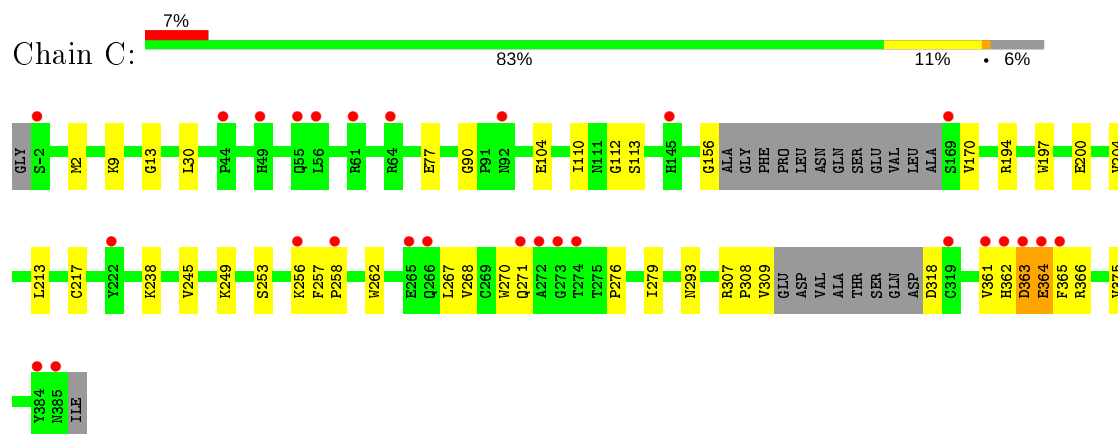 7%
Chain C:
83% 11% • 6%
GLY S-2 M2 K9 G13 L30 P44 H49 Q55 L56 R61 R64 E77 G90 P91 N92 E104 I110 N111 G112 S113 H145 G156 ALA GLY PHE PRO LEU ASN GLN SER GLU VAL LEU ALA S169 V170 R194 W197 E200
L213 C217 Y222 K238 V245 K249 S253 K256 F257 P258 W262 E265 Q266 L267 V268 C269 W270 Q271 A272 G273 T274 T275 P276 I279 N293 R307 P308 V309 GLU ASP VAL ALA THR SER GLN ASP D318 C319 V361 H362 D363 E364 F365 R366 V375
Y384 N385 ILE